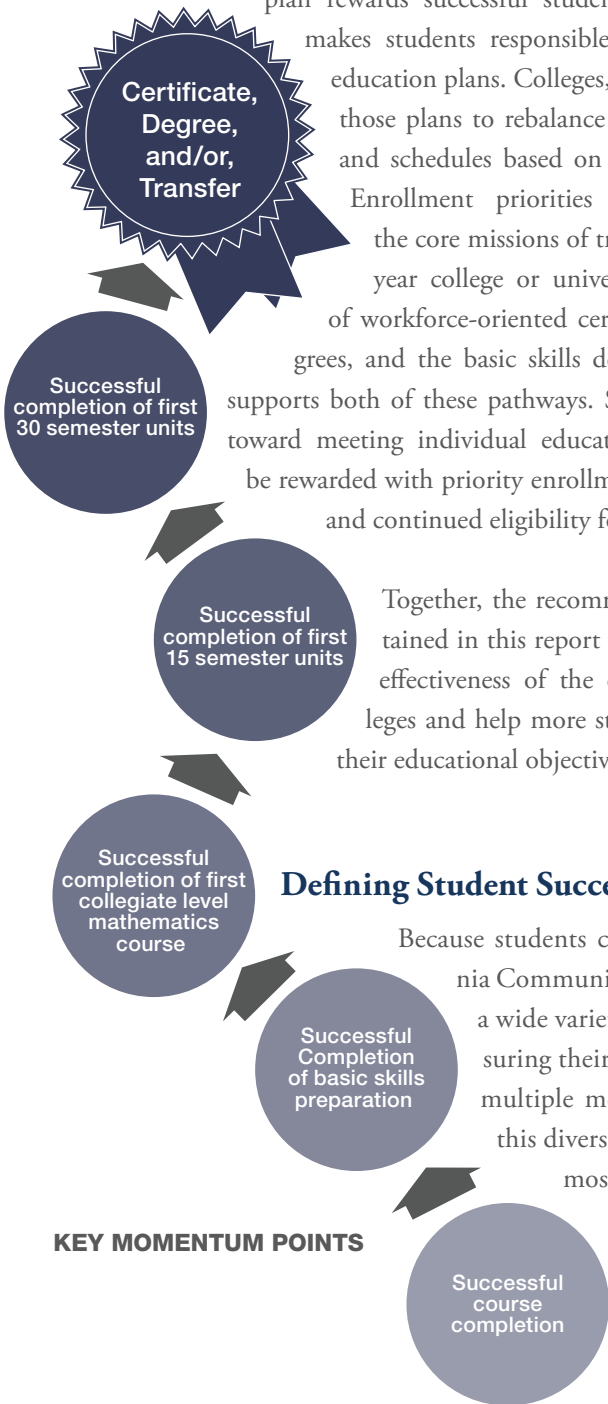 plan rewards successful studen
makes students responsible
education plans. Colleges,
those plans to rebalance
and schedules based on
Enrollment priorities
the core missions of tr
year college or unive
of workforce-oriented cer
grees, and the basic skills d
supports both of these pathways. S
toward meeting individual educat
be rewarded with priority enrollm
and continued eligibility f
Together, the recomm
tained in this report
effectiveness of the
leges and help more st
their educational objectiv
Defining Student Succe
Because students c
nia Communi
a wide varie
suring their
multiple m
this divers
mos
Certificate,
Degree,
and/or,
Transfer
Successful
completion of first
30 semester units
Successful
completion of first
15 semester units
Successful
completion of first
collegiate level
mathematics
course
Successful
Completion
of basic skills
preparation
Successful
course
completion
KEY MOMENTUM POINTS